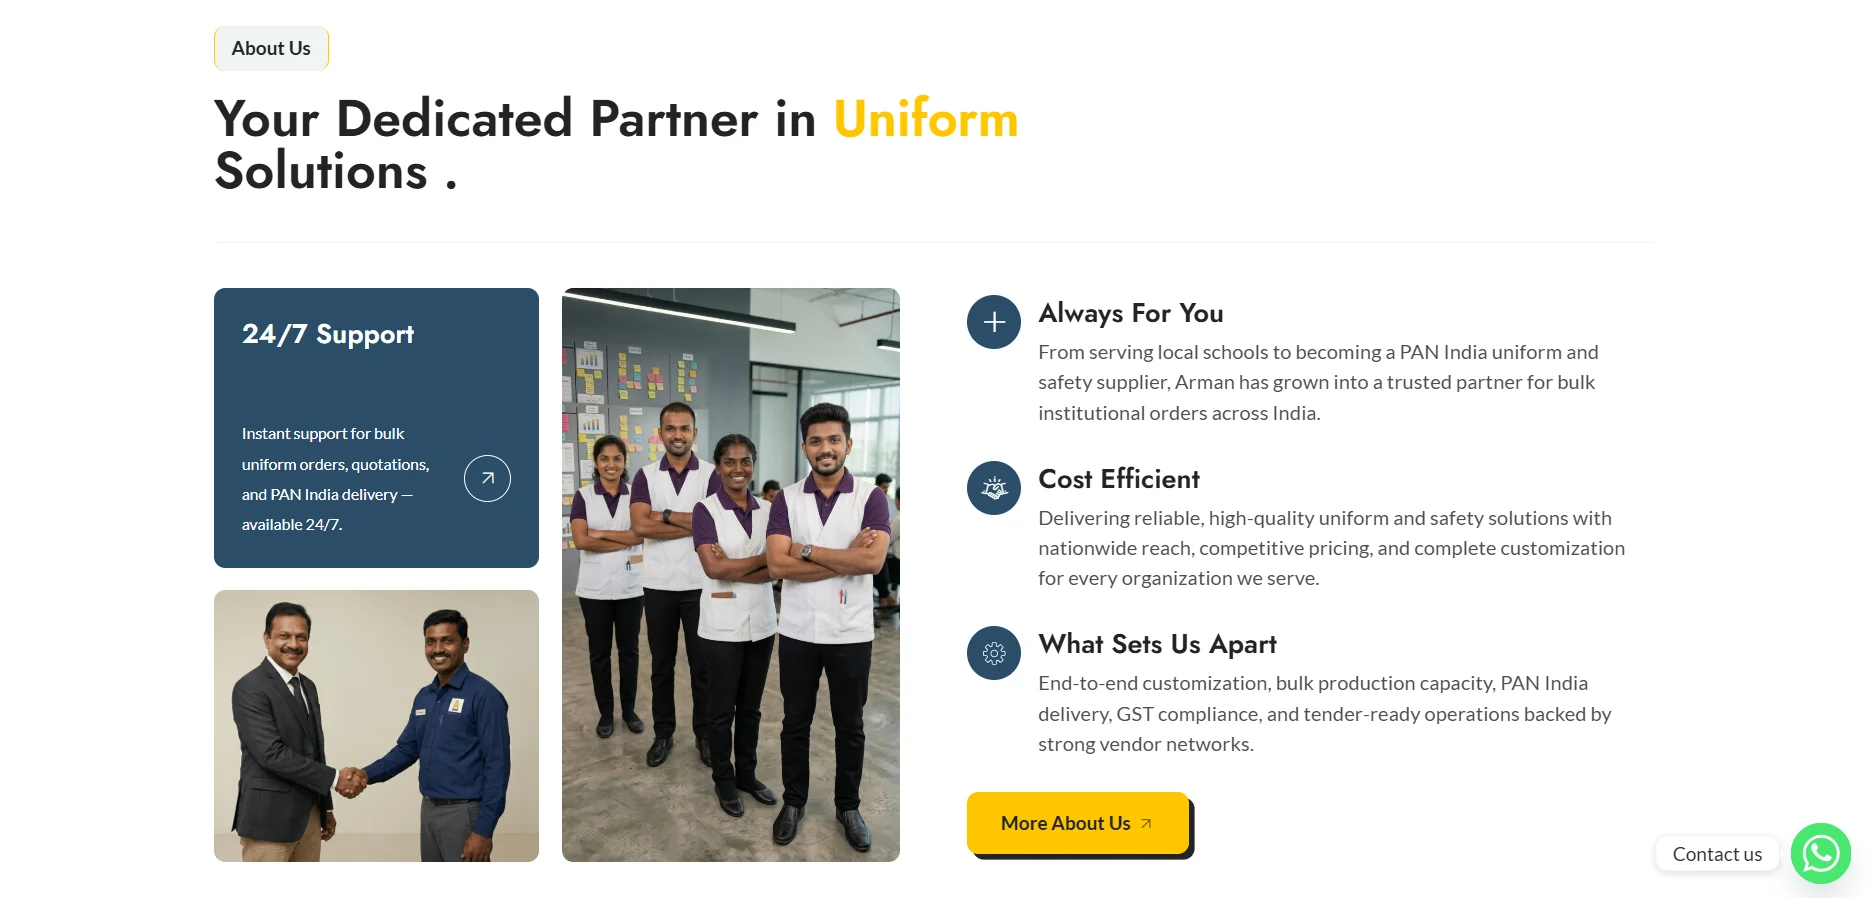 About Us
Your Dedicated Partner in Uniform
Solutions .
24/7 Support
Instant support for bulk
uniform orders, quotations,
and PAN India delivery —
available 24/7.
Always For You
From serving local schools to becoming a PAN India uniform and
safety supplier, Arman has grown into a trusted partner for bulk
institutional orders across India.
Cost Efficient
Delivering reliable, high-quality uniform and safety solutions with
nationwide reach, competitive pricing, and complete customization
for every organization we serve.
What Sets Us Apart
End-to-end customization, bulk production capacity, PAN India
delivery, GST compliance, and tender-ready operations backed by
strong vendor networks.
More About Us
Contact us